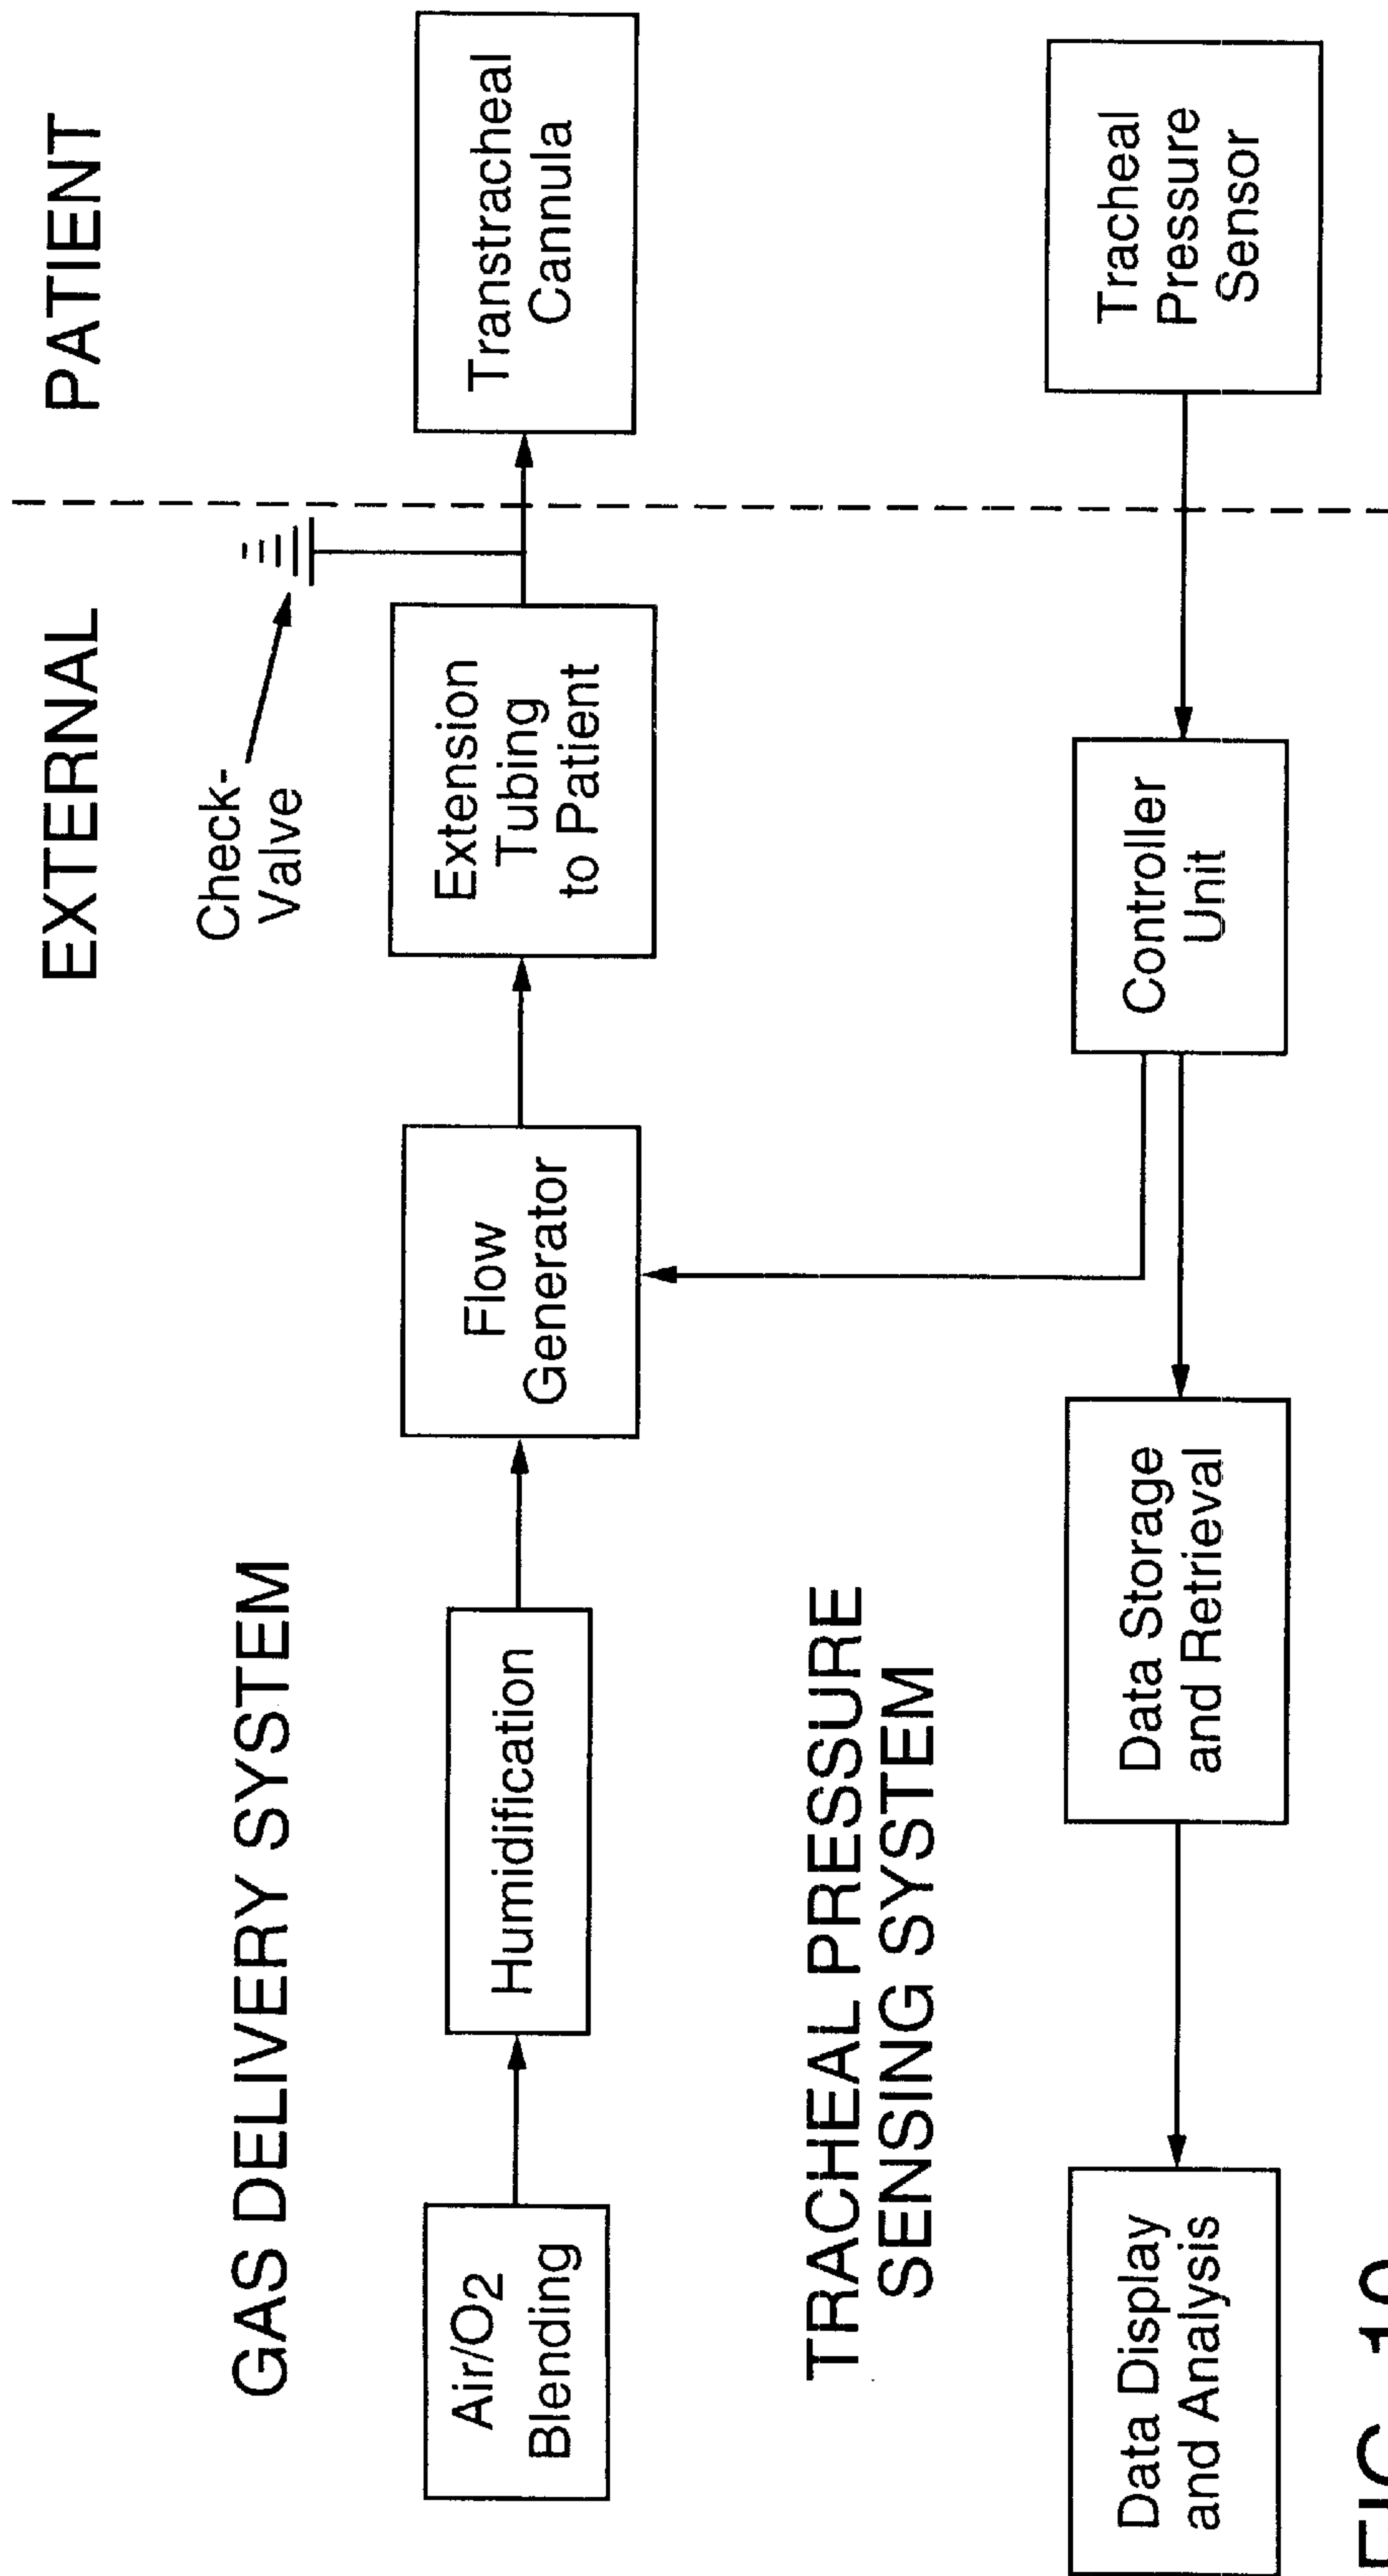 EXTERNAL
PATIENT
GAS DELIVERY SYSTEM
Check-
Valve
Air/O2
Blending
Humidification
Flow
Generator
Extension
Tubing
to Patient
Transtracheal
Cannula
TRACHEAL PRESSURE
SENSING SYSTEM
Data Display
and Analysis
Data Storage
and Retrieval
Controller
Unit
Tracheal
Pressure
Sensor
FIG.